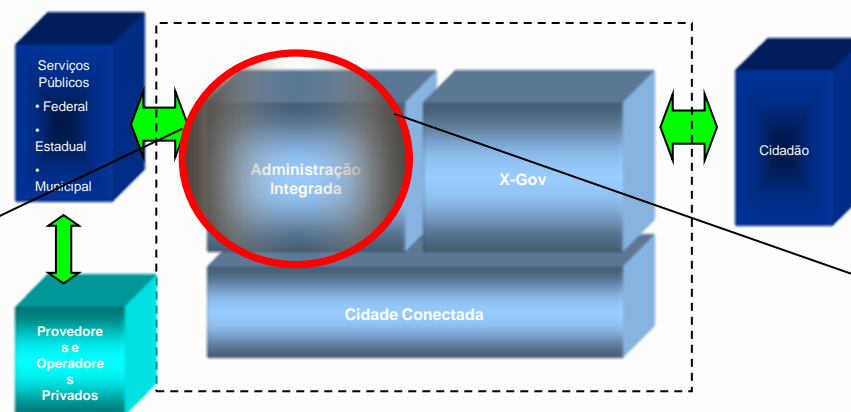 Serviços
Públicos
• Federal
•
Estadual
•
Municipal
Administração
Integrada
X-Gov
Cidadão
Cidade Conectada
Provedore
s e
Operadore
s
Privados